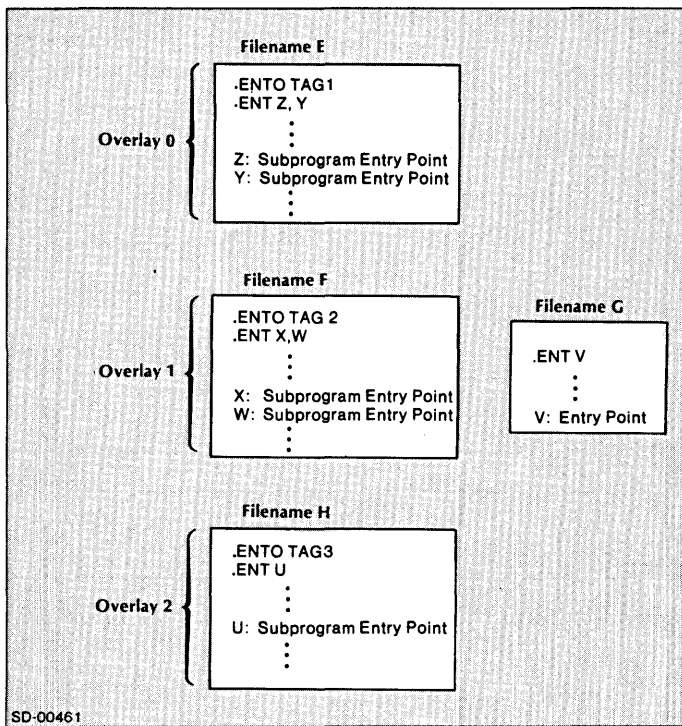 Filename E
.ENTO TAG1
.ENT Z, Y
Overlay 0
Z: Subprogram Entry Point
Y: Subprogram Entry Point
Filename F
.ENTO TAG 2
.ENT X,W
Overlay 1
X: Subprogram Entry Point
W: Subprogram Entry Point
Filename G
.ENT V
V: Entry Point
Filename H
.ENTO TAG3
.ENT U
Overlay 2
U: Subprogram Entry Point
SD-00461